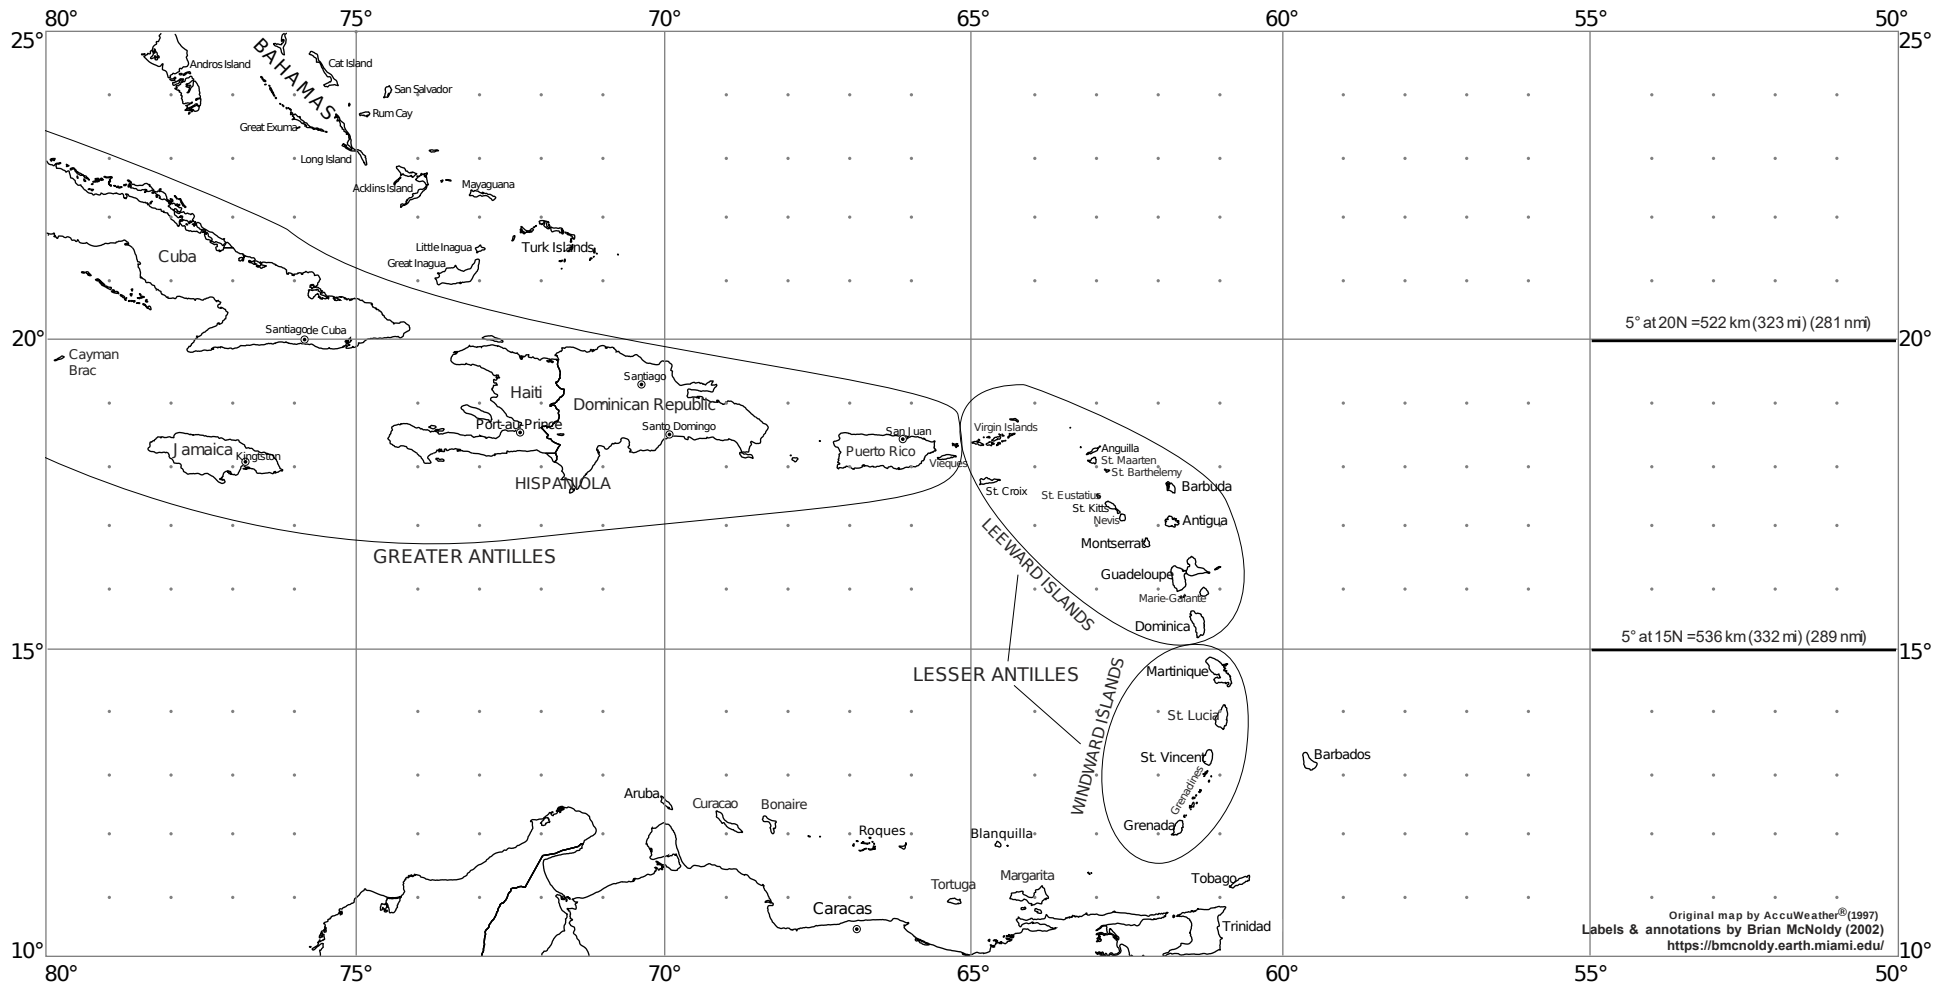 80° 75° 70° 65° 60° 55° 50°
25° 25°
BAHAMAS
Andros Island
Cat Island
San Salvador
Rum Cay
Great Exuma
Long Island
Acklins Island
Mayaguana
Little Inagua
Turk Islands
Great Inagua
Cuba
Santiago de Cuba
5° at 20N =522 km (323 mi) (281 nmi)
20° 20°
Cayman
Brac
Haiti
Santiago
Dominican Republic
Port-au-Prince
Santo Domingo
San Juan
Puerto Rico
Vieques
Jamaica
Kingston
HISPANIOLA
GREATER ANTILLES
Virgin Islands
Anguilla
St. Maarten
St. Barthelemy
St. Croix
Barbuda
St. Eustatius
St. Kitts
Nevis
Antigua
Montserrat
Guadeloupe
Marie-Galante
Dominica
LEEWARD ISLANDS
5° at 15N =536 km (332 mi) (289 nmi)
15° 15°
LESSER ANTILLES
WINDWARD ISLANDS
Martinique
St. Lucia
St. Vincent
Barbados
Grenadines
Grenada
Aruba
Curacao
Bonaire
Roques
Blanquilla
Tortuga
Margarita
Tobago
Caracas
Trinidad
Original map by AccuWeather® (1997)
Labels & annotations by Brian McNoldy (2002)
https://bmcnoldy.earth.miami.edu/
10° 10°
80° 75° 70° 65° 60° 55° 50°